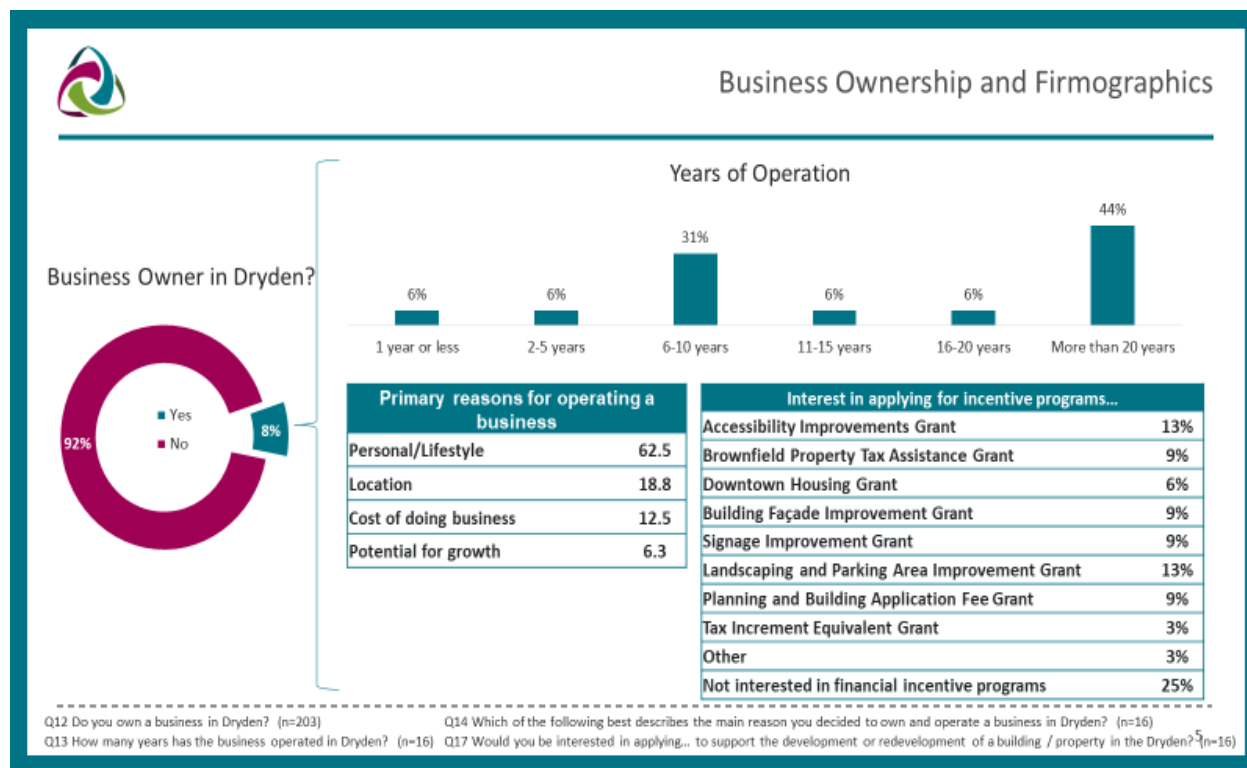 Business Ownership and Firmographics
Business Owner in Dryden?
92%
8%
Yes
No
Years of Operation
6%
6%
31%
6%
6%
44%
1 year or less
2-5 years
6-10 years
11-15 years
16-20 years
More than 20 years
Primary reasons for operating a
business
Personal/Lifestyle 62.5
Location 18.8
Cost of doing business 12.5
Potential for growth 6.3
Interest in applying for incentive programs...
Accessibility Improvements Grant 13%
Brownfield Property Tax Assistance Grant 9%
Downtown Housing Grant 6%
Building Façade Improvement Grant 9%
Signage Improvement Grant 9%
Landscaping and Parking Area Improvement Grant 13%
Planning and Building Application Fee Grant 9%
Tax Increment Equivalent Grant 3%
Other 3%
Not interested in financial incentive programs 25%
Q12 Do you own a business in Dryden? (n=203)
Q13 How many years has the business operated in Dryden? (n=16)
Q14 Which of the following best describes the main reason you decided to own and operate a business in Dryden? (n=16)
Q17 Would you be interested in applying... to support the development or redevelopment of a building / property in the Dryden? (n=16)
5